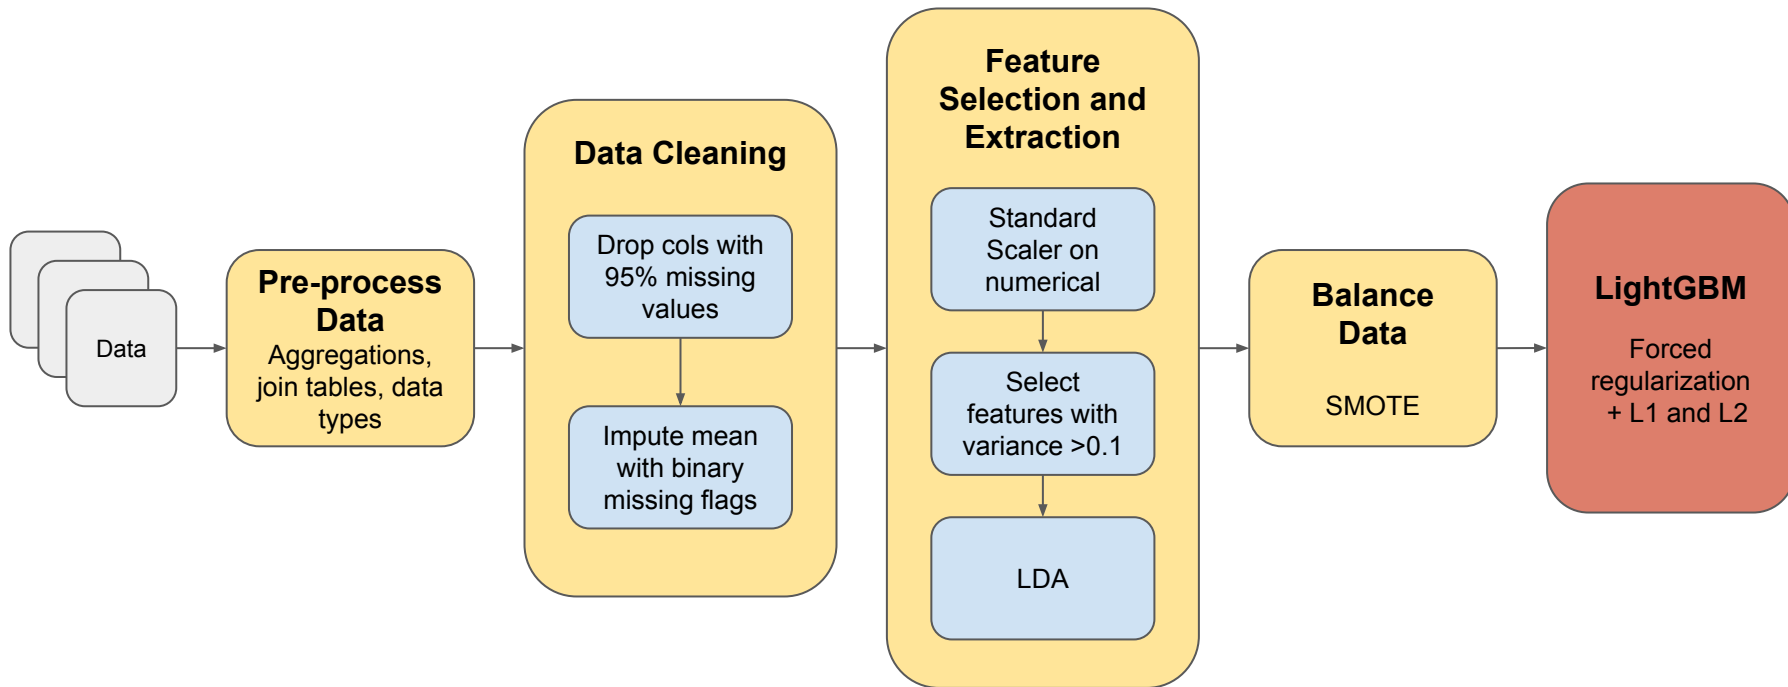 Data
Pre-process
Data
Aggregations,
join tables, data
types
Data Cleaning
Drop cols with
95% missing
values
Impute mean
with binary
missing flags
Feature
Selection and
Extraction
Standard
Scaler on
numerical
Select
features with
variance >0.1
LDA
Balance
Data
SMOTE
LightGBM
Forced
regularization
+ L1 and L2